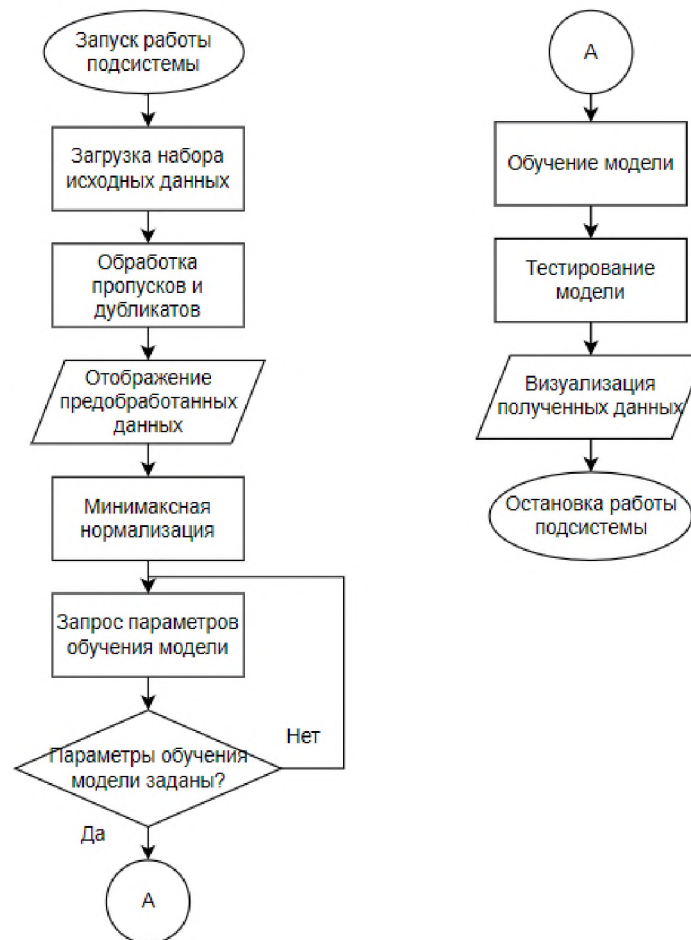 Запуск работы
подсистемы
Загрузка набора
исходных данных
Обработка
пропусков и
дубликатов
Отображение
предобработанных
данных
Минимаксная
нормализация
Запрос параметров
обучения модели
Параметры обучения
модели заданы?
Нет
Да
А
А
Обучение модели
Тестирование
модели
Визуализация
полученных данных
Остановка работы
подсистемы